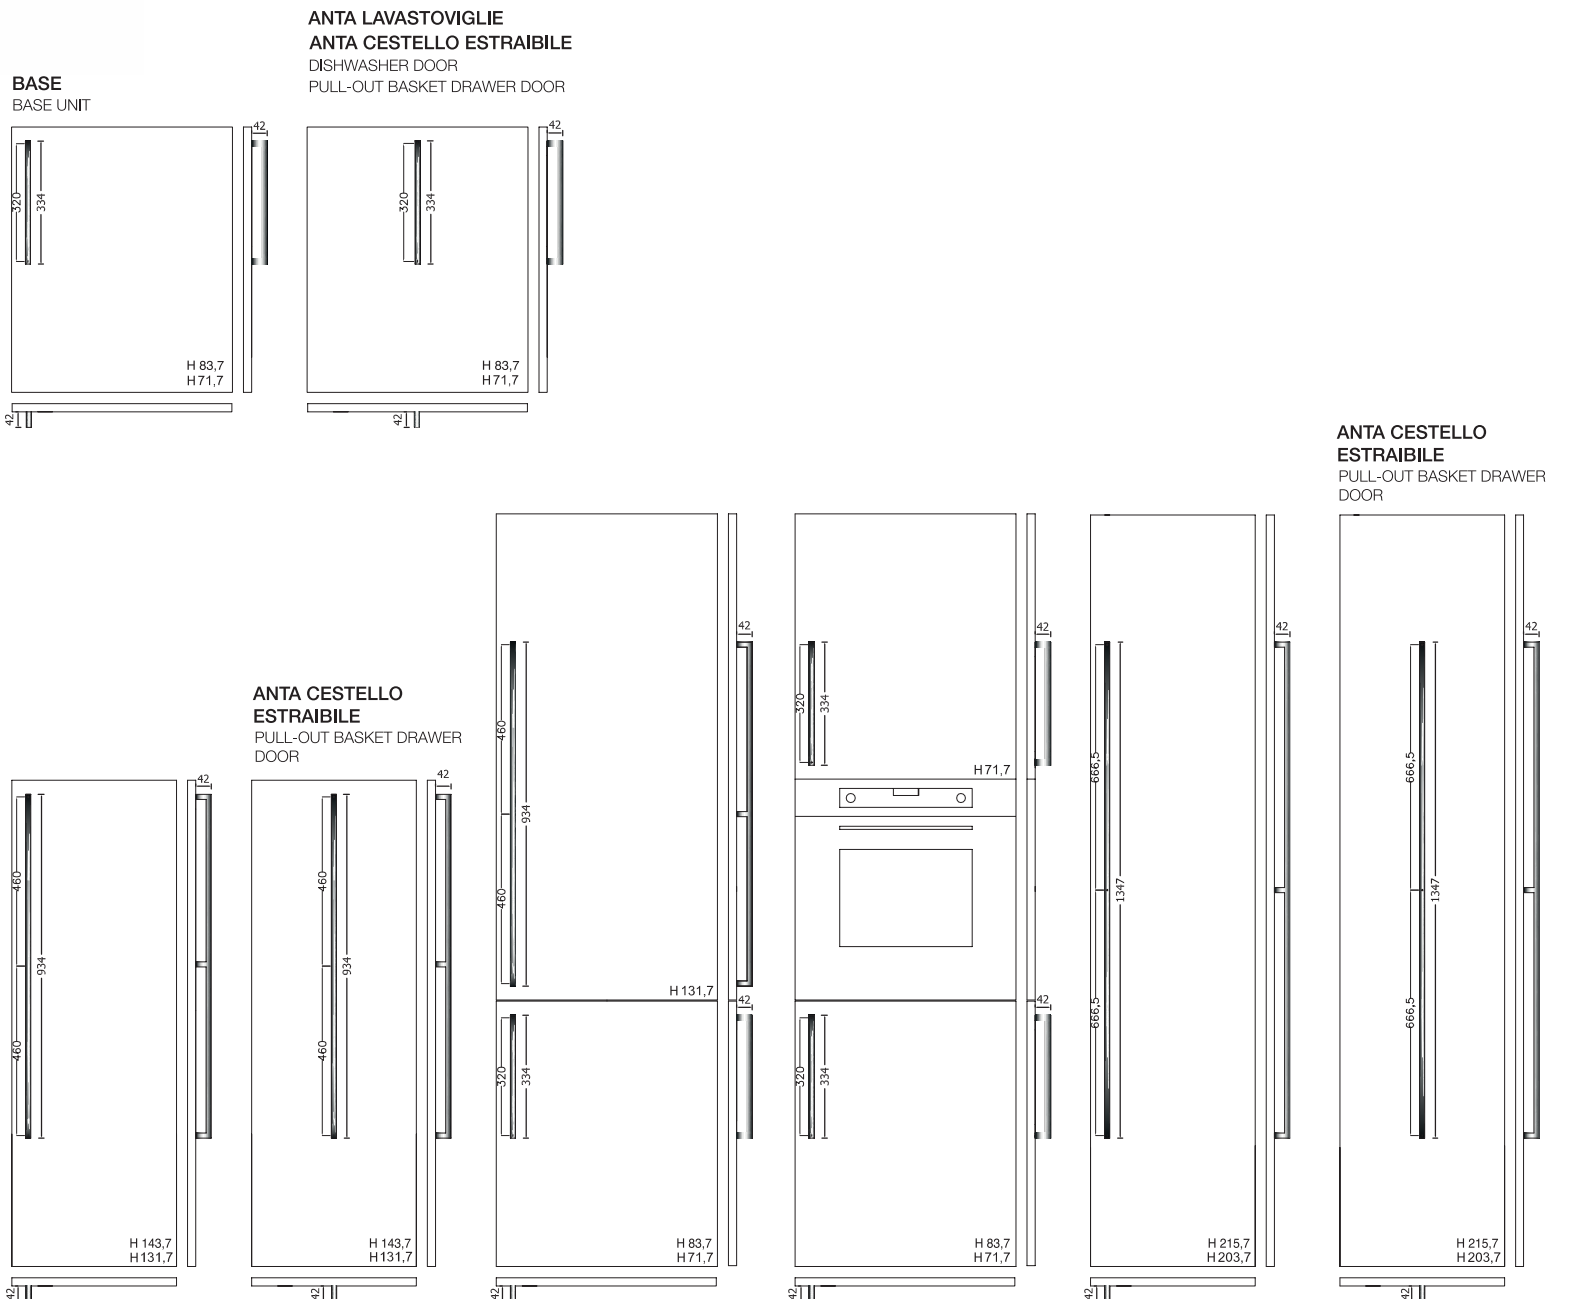 ANTA LAVASTOVIGLIE
ANTA CESTELLO ESTRAIBILE
DISHWASHER DOOR
PULL-OUT BASKET DRAWER DOOR
BASE
BASE UNIT
42
320
334
H 83,7
H 71,7
42
42
320
334
H 83,7
H 71,7
42
ANTA CESTELLO
ESTRAIBILE
PULL-OUT BASKET DRAWER
DOOR
ANTA CESTELLO
ESTRAIBILE
PULL-OUT BASKET DRAWER
DOOR
42
460
934
460
H 143,7
H 131,7
42
42
460
934
460
H 143,7
H 131,7
42
42
460
934
460
H 131,7
42
320
334
H 83,7
H 71,7
42
42
320
334
H 71,7
42
320
334
H 83,7
H 71,7
42
42
666,5
1347
666,5
H 215,7
H 203,7
42
42
666,5
1347
666,5
H 215,7
H 203,7
42